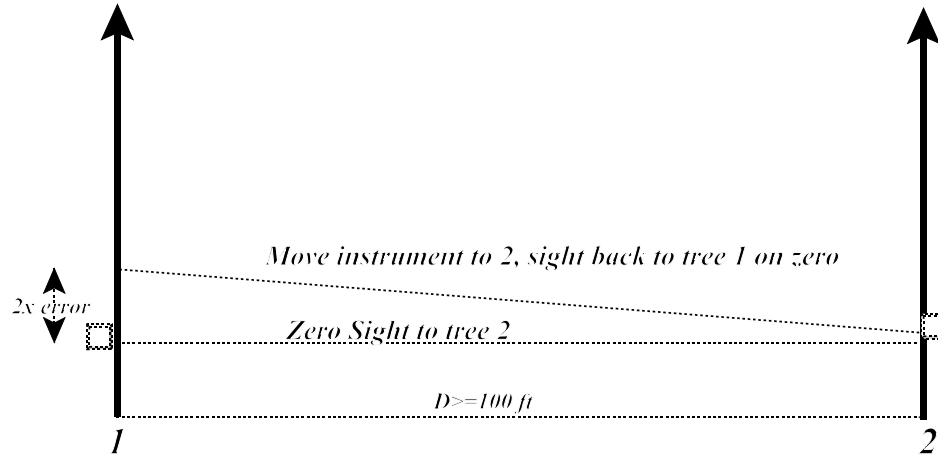 Move instrument to 2, sight back to tree 1 on zero
2x error
Zero Sight to tree 2
D>=100 ft
1
2